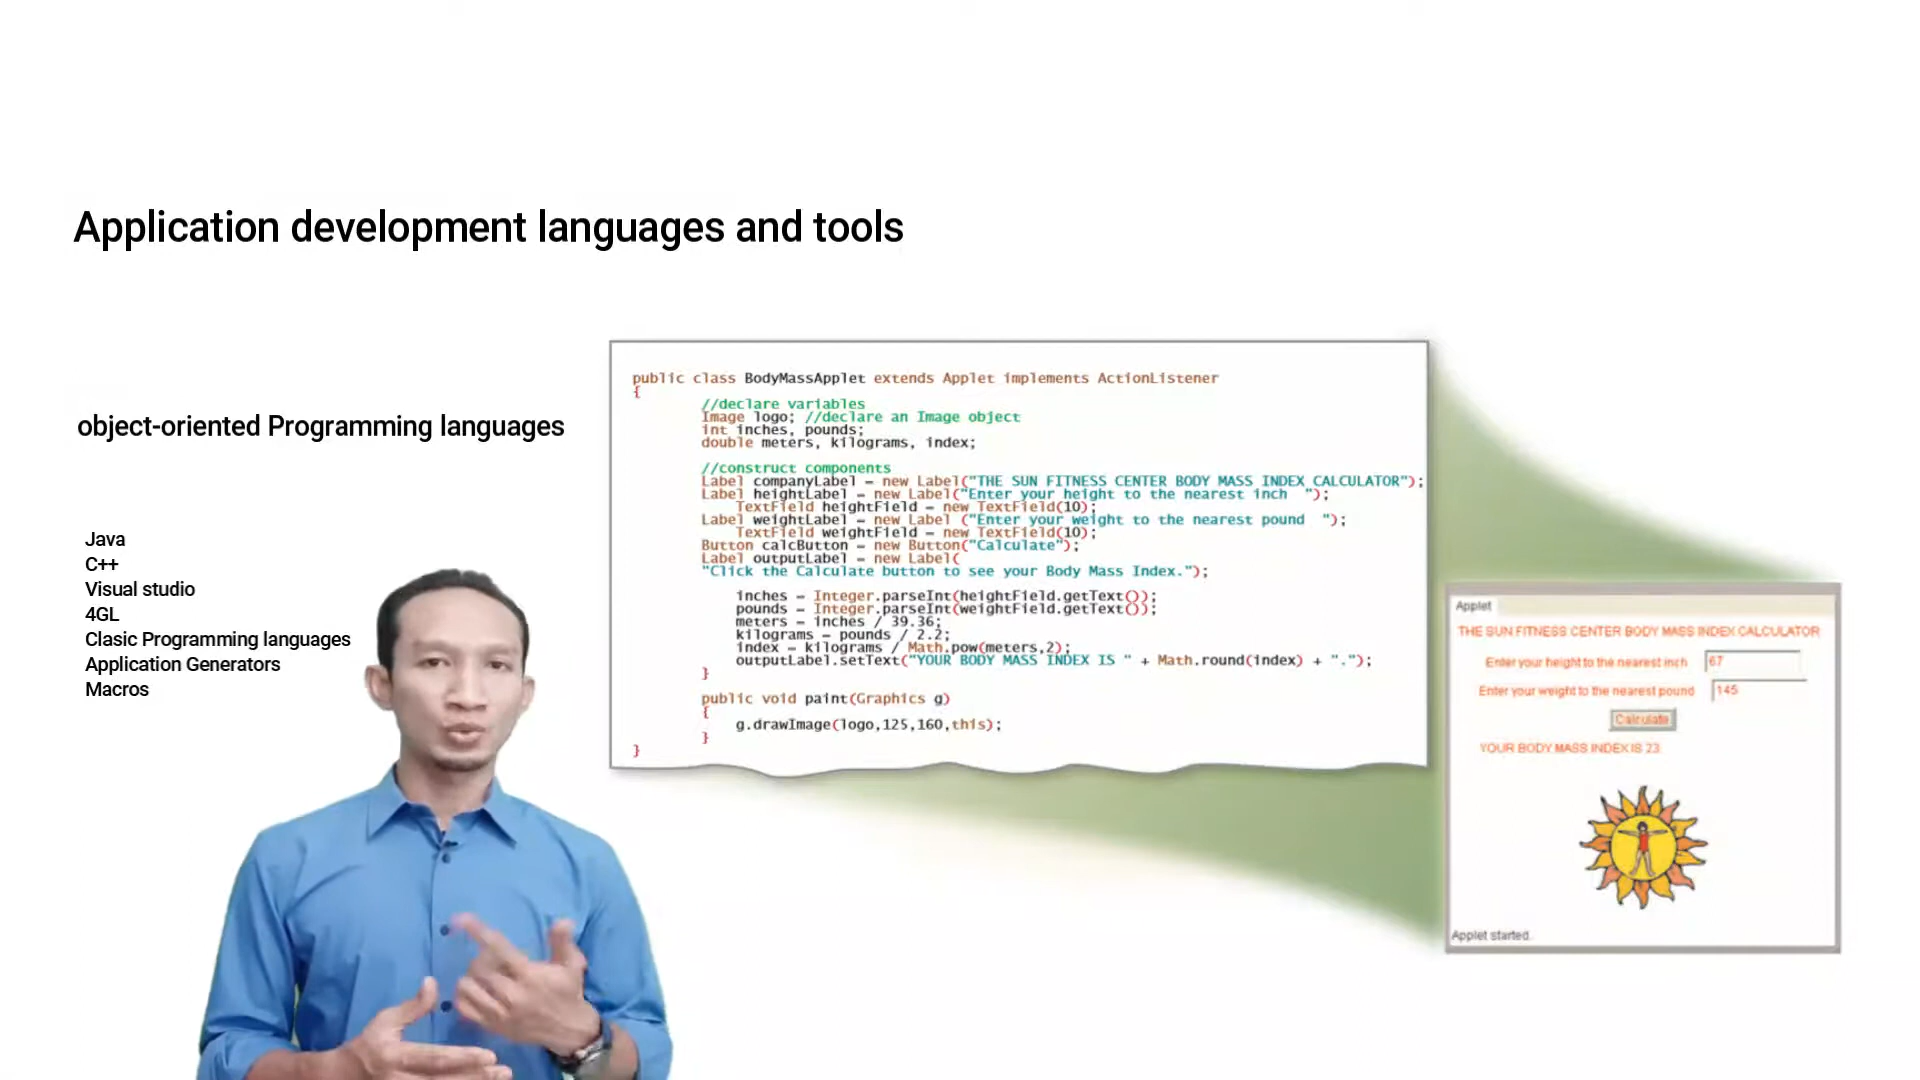 Application development languages and tools
object-oriented Programming languages
Java
C++
Visual studio
4GL
Clasic Programming languages
Application Generators
Macros
public class BodyMassApplet extends Applet implements ActionListener
{
//declare variables
Image logo; //declare an Image object
int inches, pounds;
double meters, kilograms, index;
//construct components
Label companyLabel = new Label("THE SUN FITNESS CENTER BODY MASS INDEX CALCULATOR");
Label heightLabel = new Label("Enter your height to the nearest inch  ");
TextField heightField = new TextField(10);
Label weightLabel = new Label ("Enter your weight to the nearest pound  ");
TextField weightField = new TextField(10);
Button calcButton = new Button("Calculate");
Label outputLabel = new Label(
"Click the Calculate button to see your Body Mass Index.");
inches = Integer.parseInt(heightField.getText());
pounds = Integer.parseInt(weightField.getText());
meters = inches / 39.36;
kilograms = pounds / 2.2;
index = kilograms / Math.pow(meters,2);
outputLabel.setText("YOUR BODY MASS INDEX IS " + Math.round(index) + ".");
}
public void paint(Graphics g)
{
g.drawImage(logo,125,160,this);
}
}
Applet
THE SUN FITNESS CENTER BODY MASS INDEX CALCULATOR
Enter your height to the nearest inch 67
Enter your weight to the nearest pound 145
Calculate
YOUR BODY MASS INDEX IS 23
Applet started.